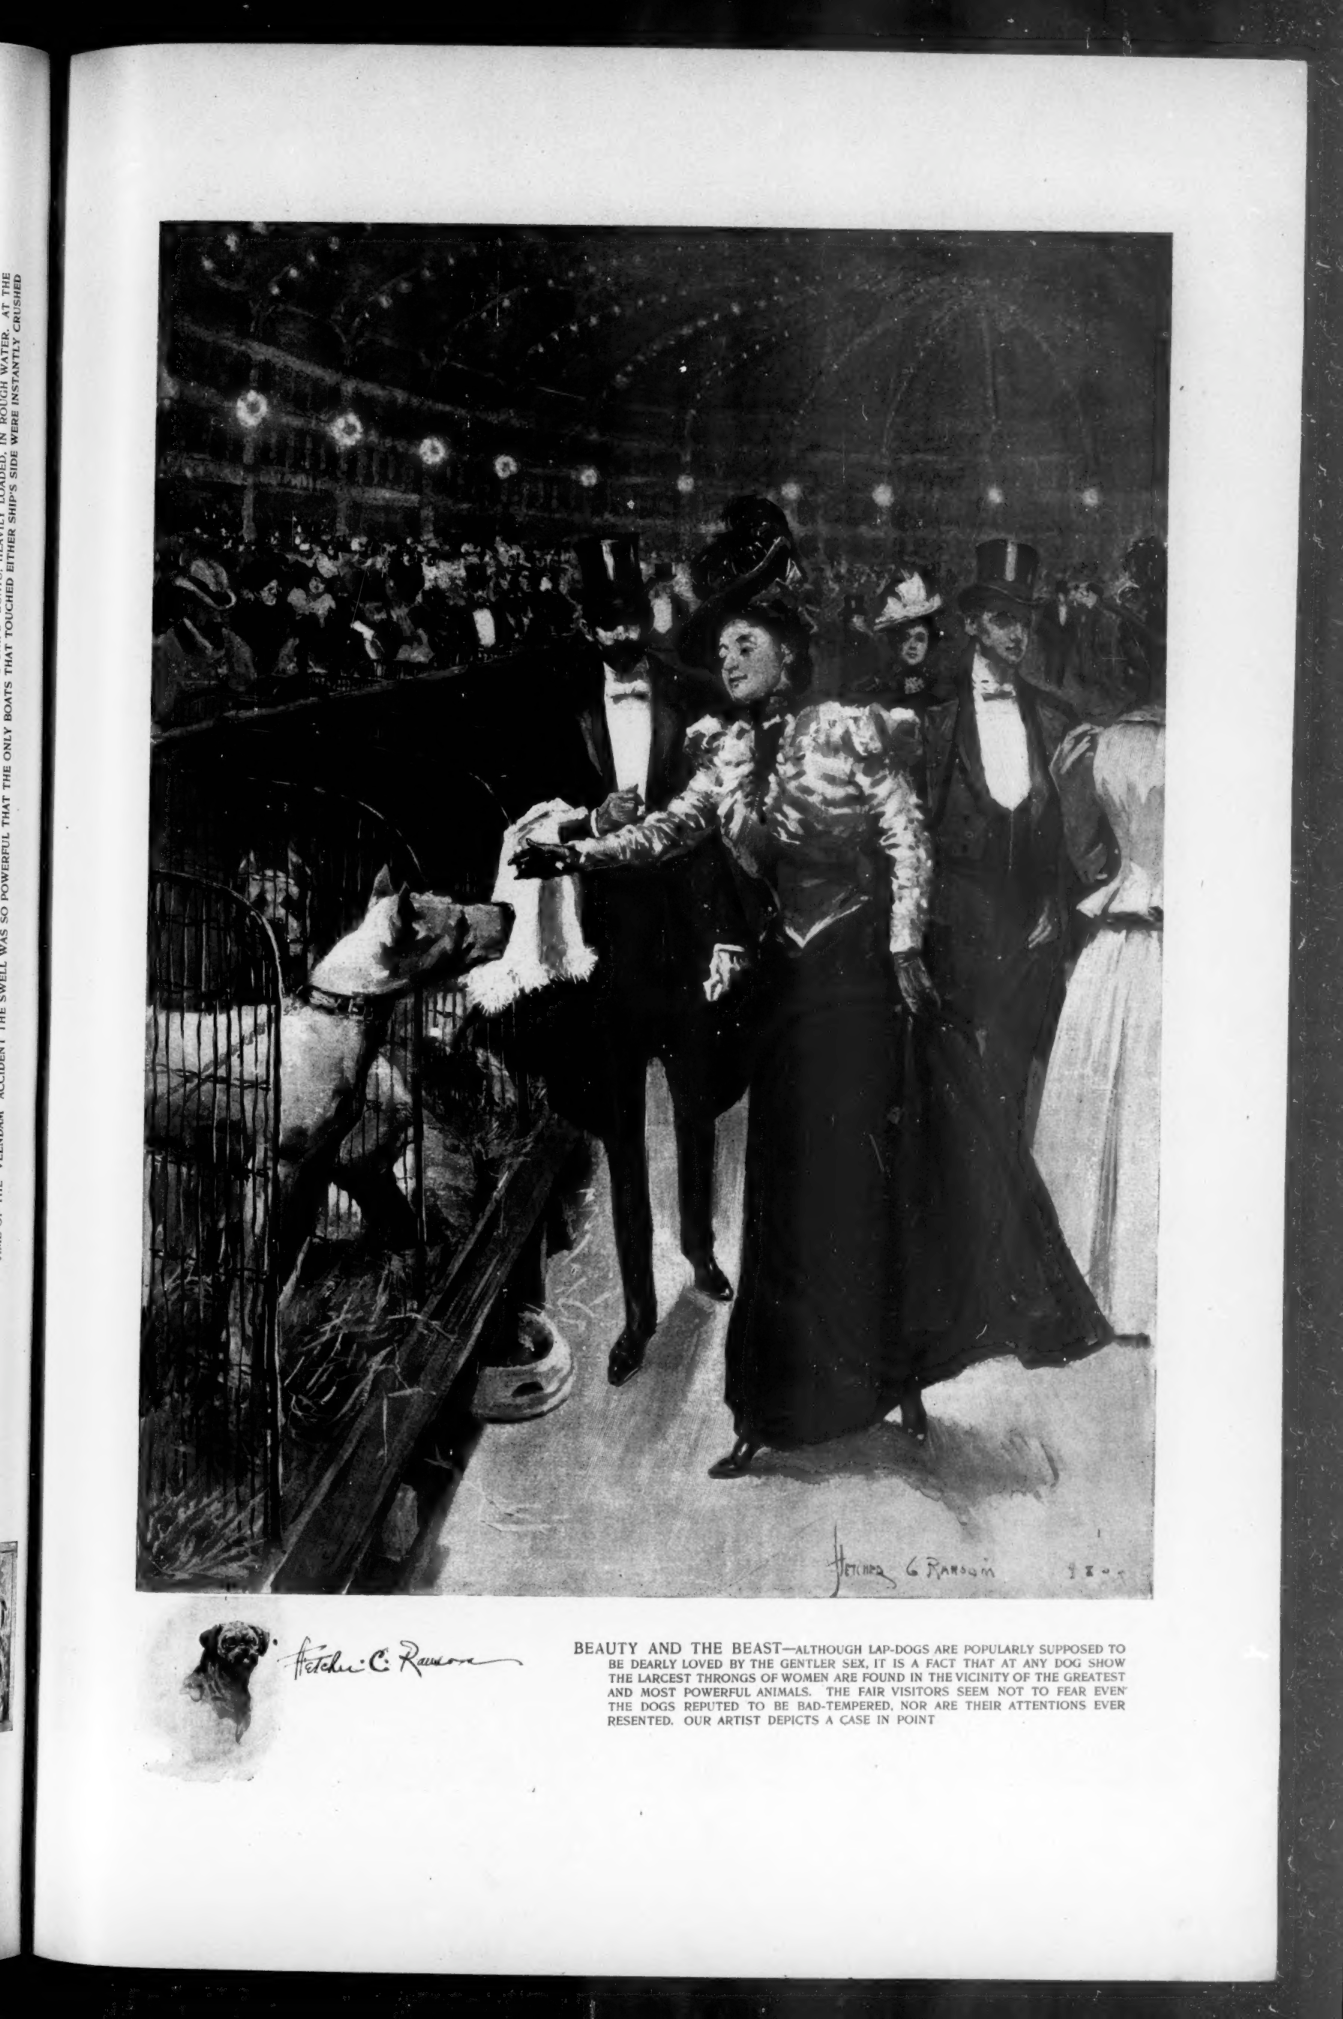 AT THE
HEAVILY LOADED, IN ROUGH WATER.
ACCIDENT THE SWELL WAS SO POWERFUL THAT THE ONLY BOATS THAT TOUCHED EITHER SHIP'S SIDE WERE INSTANTLY CRUSHED
Fletcher C Ransom
Fletcher C. Ransom
BEAUTY AND THE BEAST—ALTHOUGH LAP-DOGS ARE POPULARLY SUPPOSED TO
BE DEARLY LOVED BY THE GENTLER SEX, IT IS A FACT THAT AT ANY DOG SHOW
THE LARGEST THRONGS OF WOMEN ARE FOUND IN THE VICINITY OF THE GREATEST
AND MOST POWERFUL ANIMALS. THE FAIR VISITORS SEEM NOT TO FEAR EVEN
THE DOGS REPUTED TO BE BAD-TEMPERED, NOR ARE THEIR ATTENTIONS EVER
RESENTED. OUR ARTIST DEPICTS A CASE IN POINT